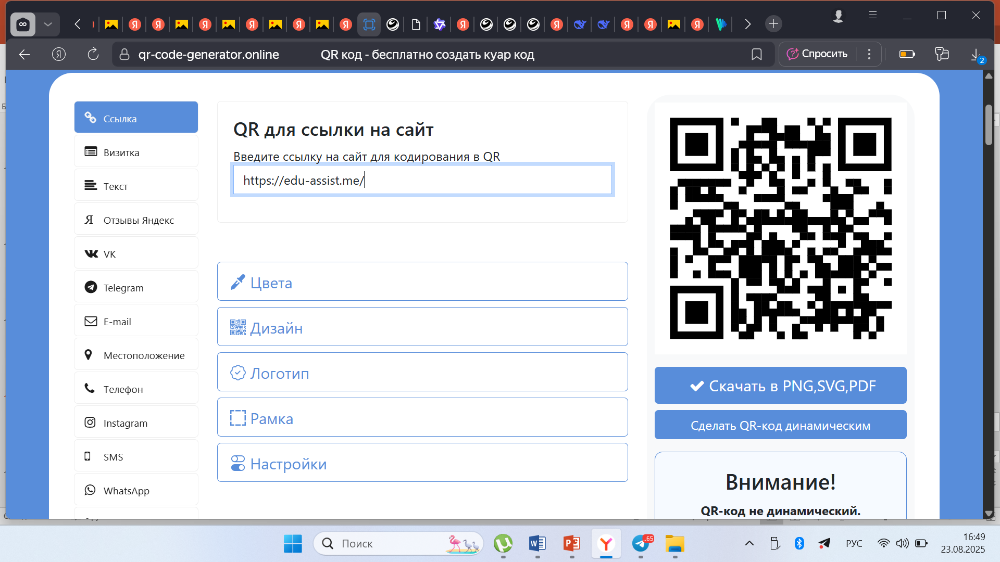 qr-code-generator.online
QR код - бесплатно создать куар код
Спросить
2
Ссылка
Визитка
Текст
Отзывы Яндекс
VK
Telegram
E-mail
Местоположение
Телефон
Instagram
SMS
WhatsApp
QR для ссылки на сайт
Введите ссылку на сайт для кодирования в QR
https://edu-assist.me/
Цвета
Дизайн
Логотип
Рамка
Настройки
Скачать в PNG,SVG,PDF
Сделать QR-код динамическим
Внимание!
QR-код не динамический.
Поиск
..65
РУС
16:49
23.08.2025